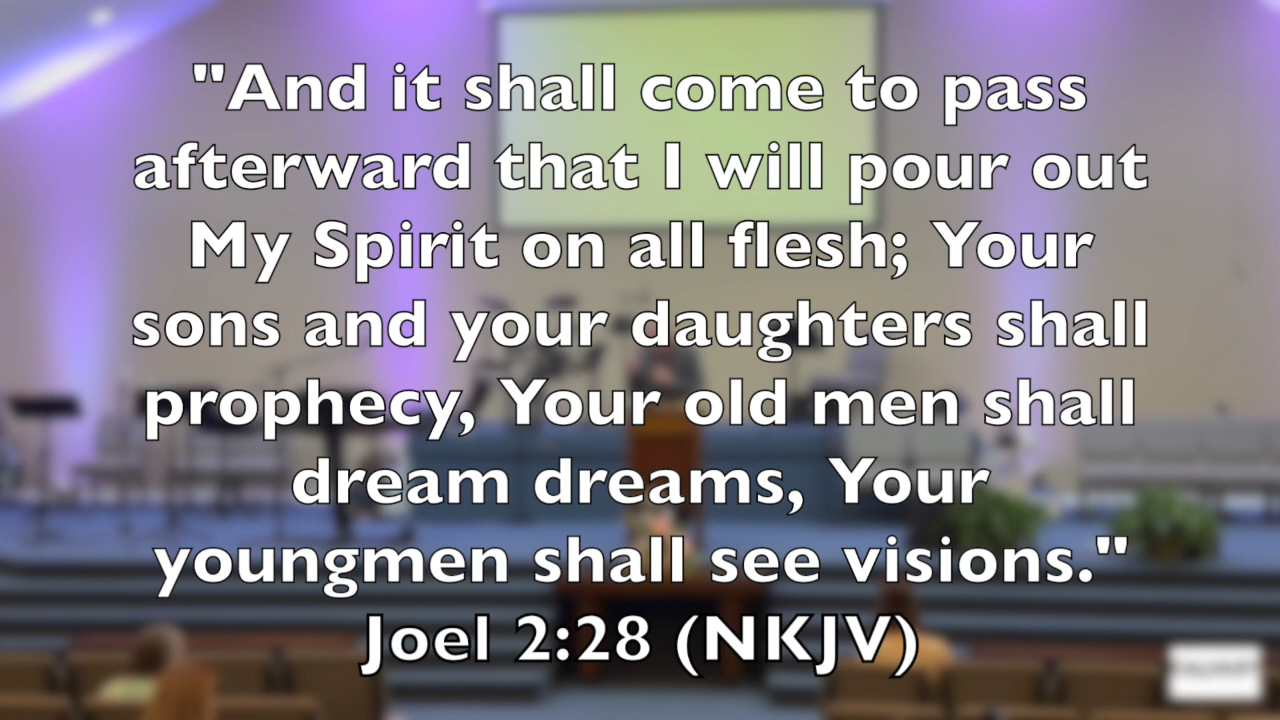 "And it shall come to pass
afterward that I will pour out
My Spirit on all flesh; Your
sons and your daughters shall
prophecy, Your old men shall
dream dreams, Your
youngmen shall see visions."
Joel 2:28 (NKJV)